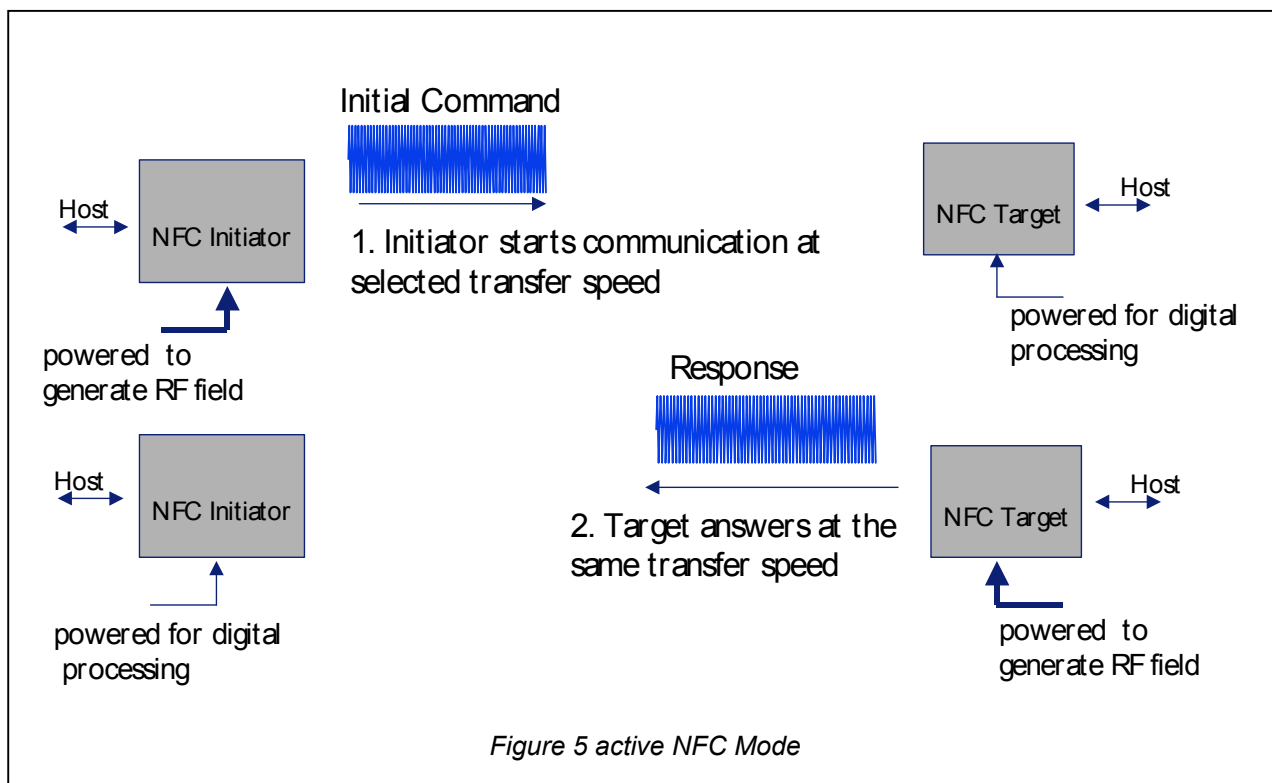 Initial Command
Host
NFC Initiator
Host
NFC Target
1. Initiator starts communication at
selected transfer speed
powered to
generate RF field
powered for digital
processing
Response
Host
NFC Initiator
Host
NFC Target
2. Target answers at the
same transfer speed
powered for digital
processing
powered to
generate RF field
Figure 5 active NFC Mode